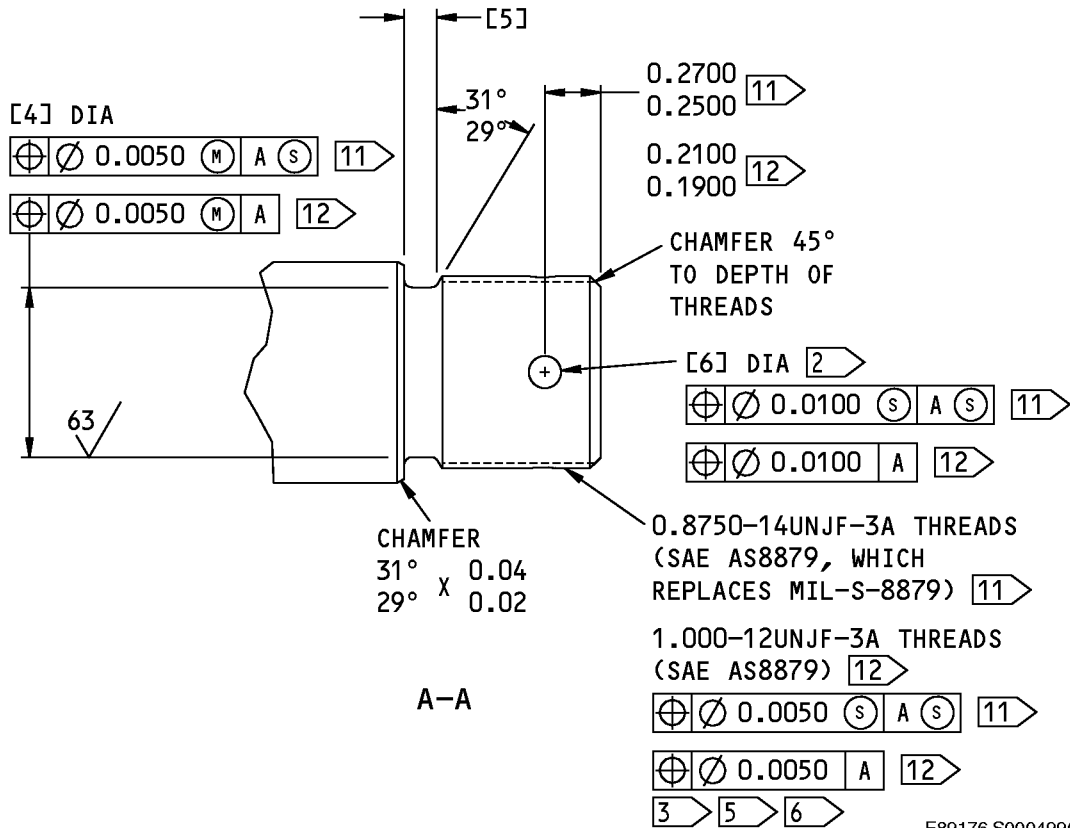 [5]
0.2700
0.2500 11
31°
29°
[4] DIA
⌖ ⌀ 0.0050 Ⓜ A Ⓢ 11
⌖ ⌀ 0.0050 Ⓜ A 12
0.2100
0.1900 12
CHAMFER 45°
TO DEPTH OF
THREADS
[6] DIA 2
⌖ ⌀ 0.0100 Ⓢ A Ⓢ 11
⌖ ⌀ 0.0100 A 12
63
CHAMFER
31° X 0.04
29° 0.02
0.8750-14UNJF-3A THREADS
(SAE AS8879, WHICH
REPLACES MIL-S-8879) 11
1.000-12UNJF-3A THREADS
(SAE AS8879) 12
⌖ ⌀ 0.0050 Ⓢ A Ⓢ 11
⌖ ⌀ 0.0050 A 12
3 5 6
A-A